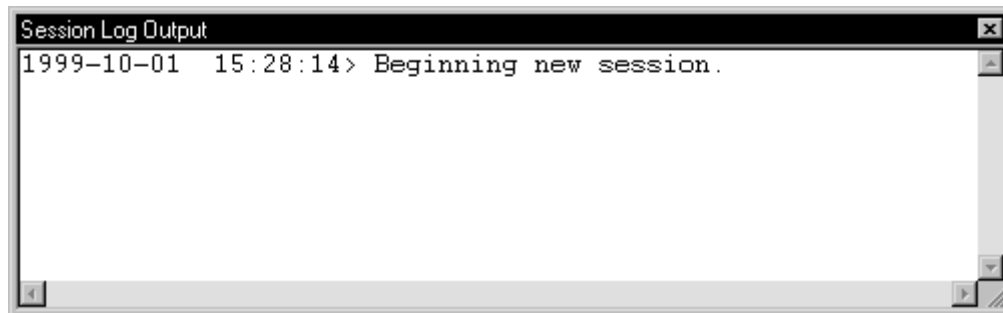 Session Log Output
1999-10-01  15:28:14> Beginning new session.